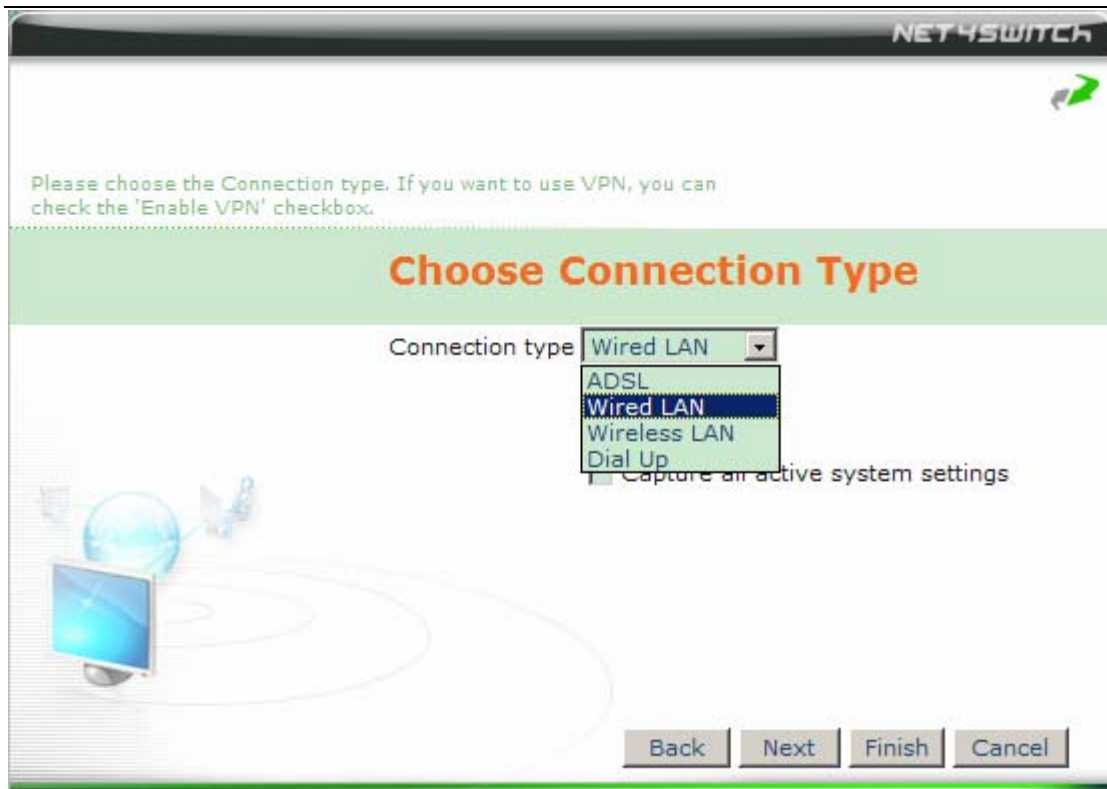 NET4SWITCH
Please choose the Connection type. If you want to use VPN, you can
check the 'Enable VPN' checkbox.
Choose Connection Type
Connection type Wired LAN
ADSL
Wired LAN
Wireless LAN
Dial Up
Capture all active system settings
Back Next Finish Cancel